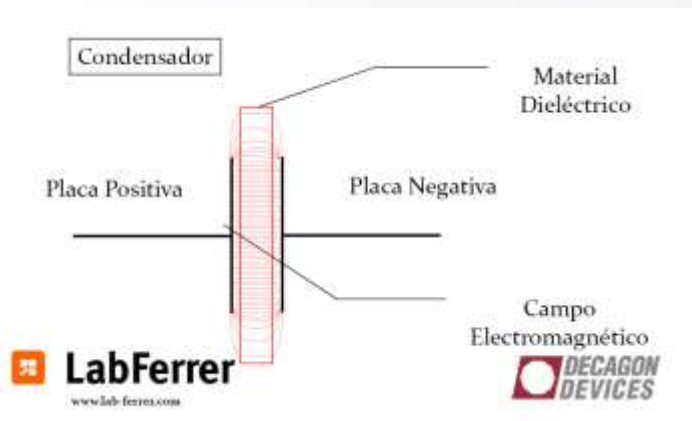 Condensador
Material
Dieléctrico
Placa Positiva
Placa Negativa
Campo
Electromagnético
LabFerrer
www.lab-ferrer.com
DECAGON
DEVICES